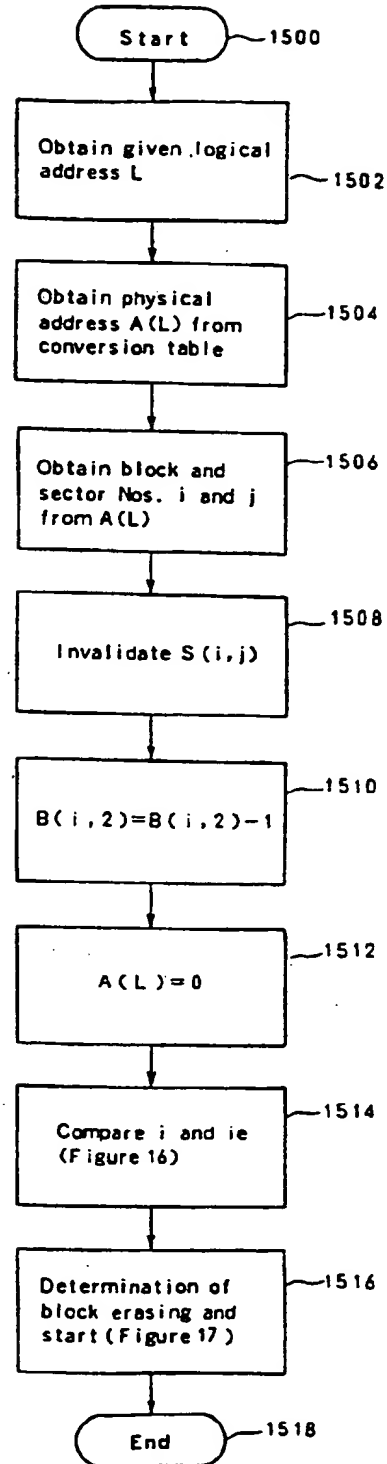 Start
1500
Obtain given logical
address L
1502
Obtain physical
address A(L) from
conversion table
1504
Obtain block and
sector Nos. i and j
from A(L)
1506
Invalidate S(i,j)
1508
B(i,2)=B(i,2)-1
1510
A(L)=0
1512
Compare i and ie
(Figure 16)
1514
Determination of
block erasing and
start (Figure 17)
1516
End
1518